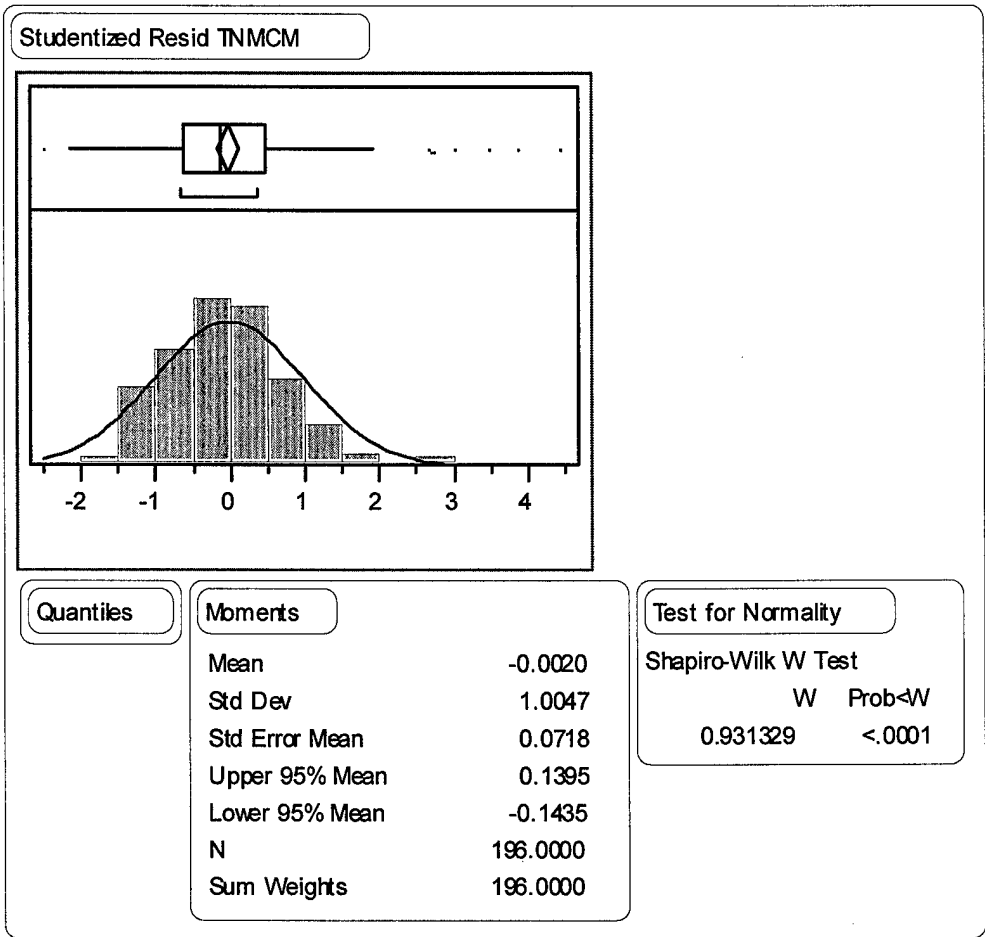 Studentized Resid TNMCM
-2 -1 0 1 2 3 4
Quantiles
Moments
Mean -0.0020
Std Dev 1.0047
Std Error Mean 0.0718
Upper 95% Mean 0.1395
Lower 95% Mean -0.1435
N 196.0000
Sum Weights 196.0000
Test for Normality
Shapiro-Wilk W Test
W Prob<W
0.931329 <.0001